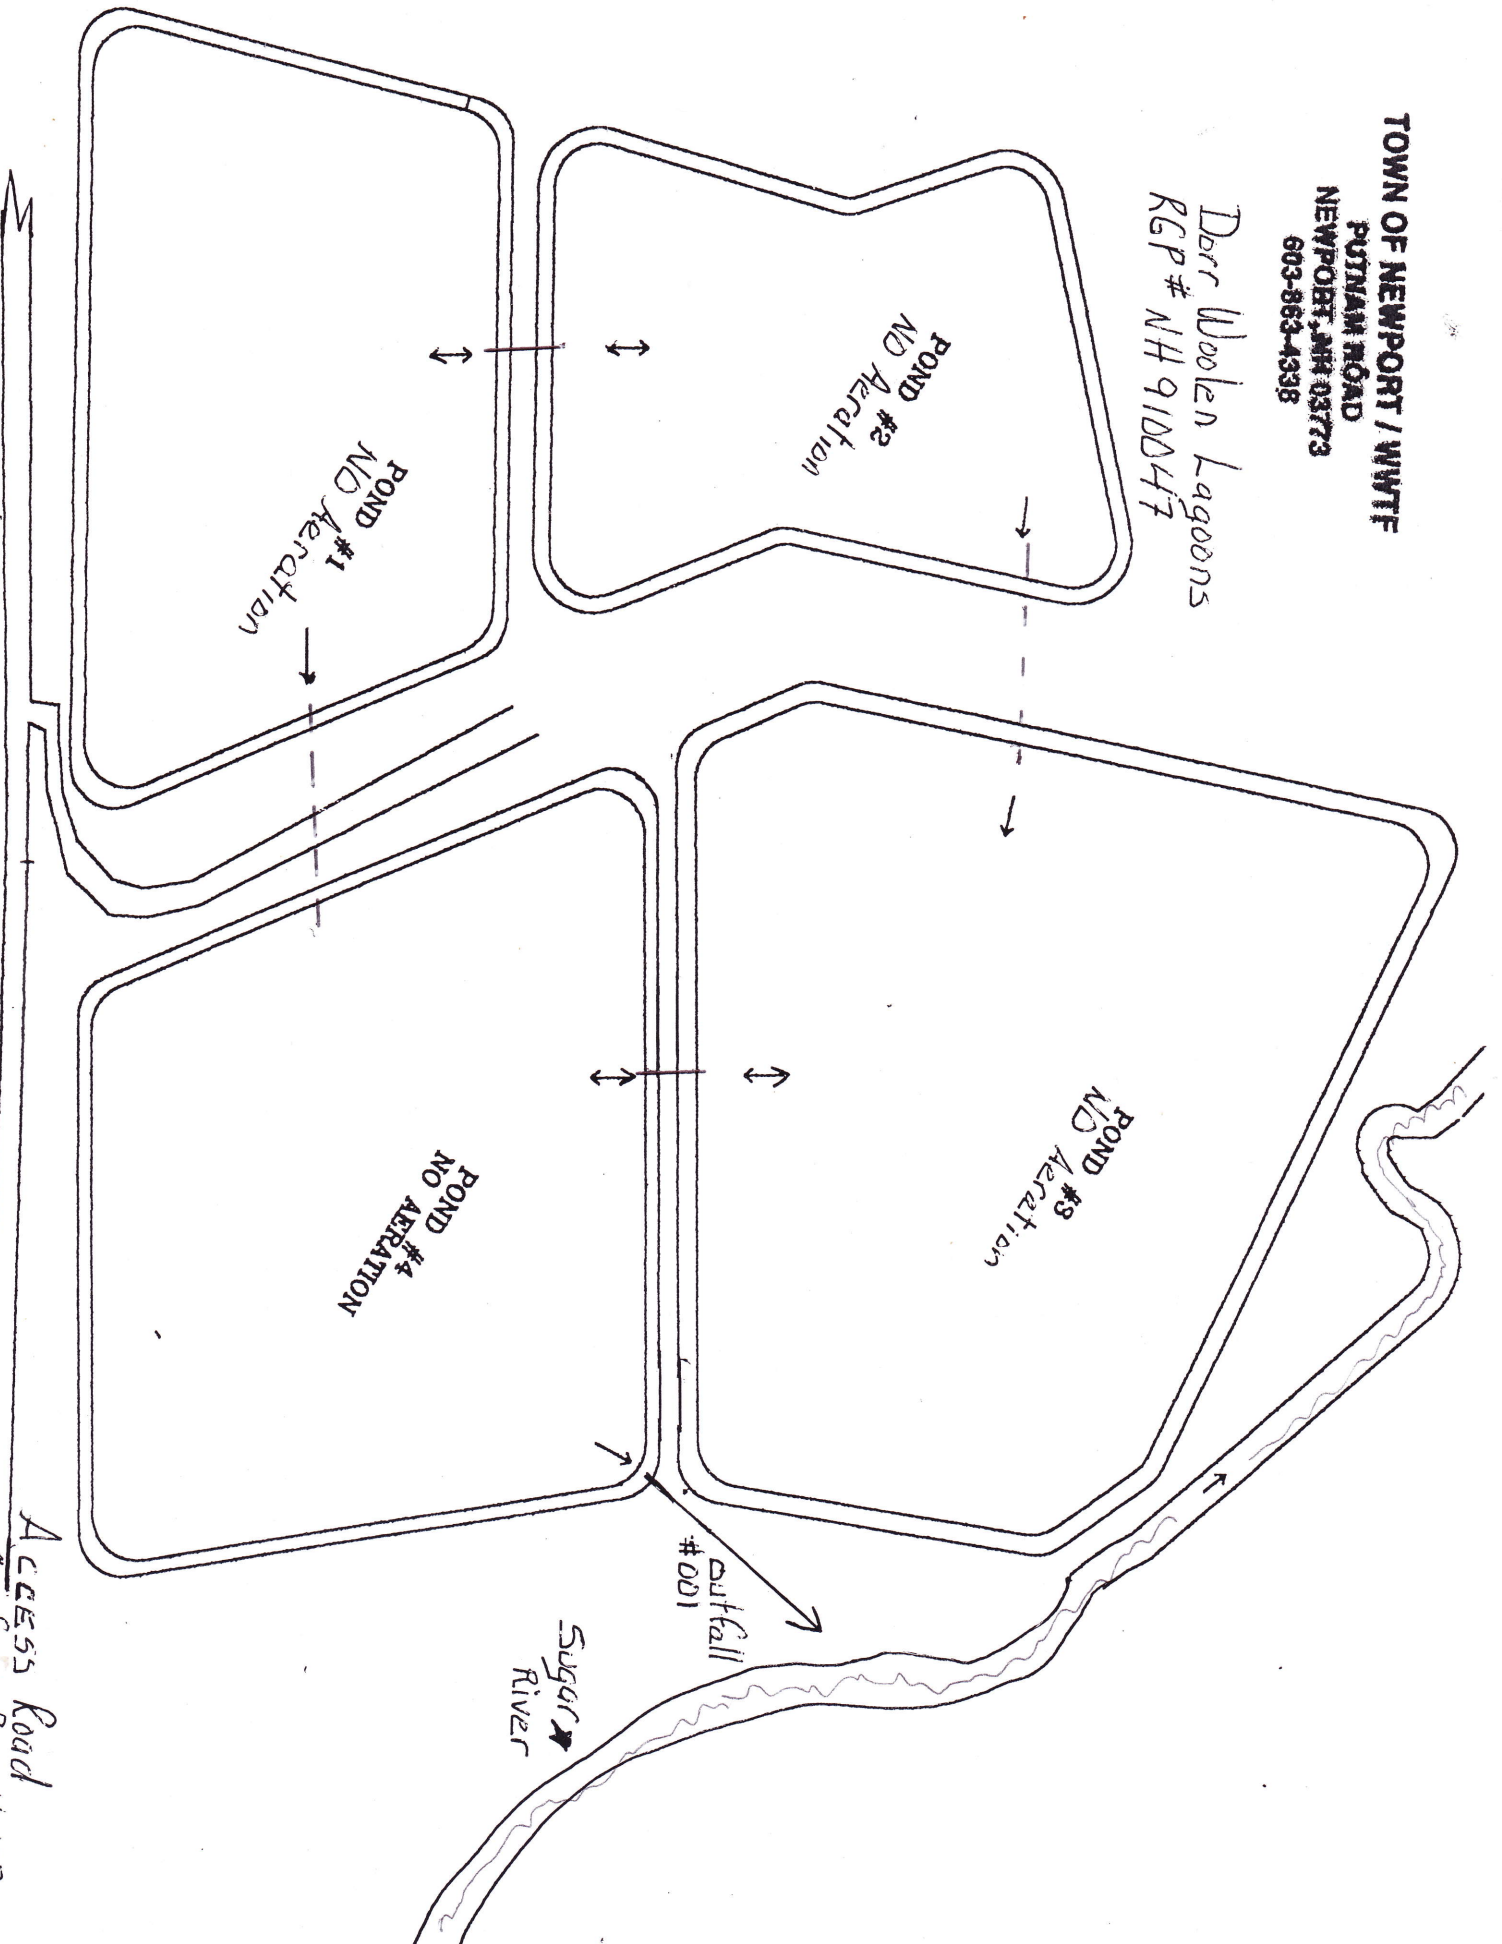 TOWN OF NEWPORT / WWTF
PUTNAM ROAD
NEWPORT, NH 03773
603-863-4338
Dorr Woolen Lagoons
RGP # NH9100447
POND #2
NO Aeration
POND #1
NO Aeration
POND #3
NO Aeration
POND #4
NO AERATION
Outfall
#001
Sugar
River
Access Road